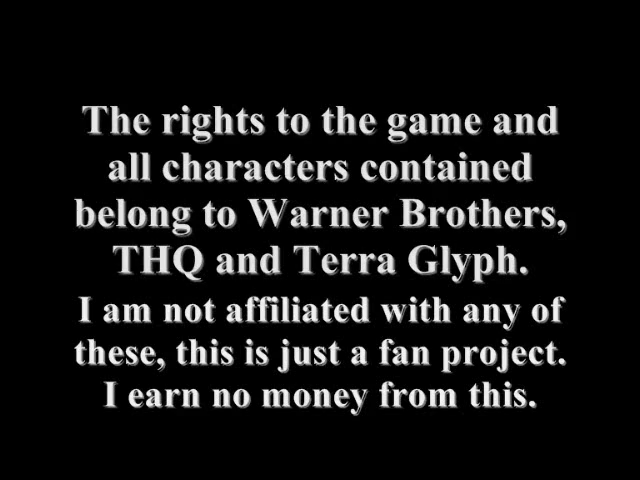 The rights to the game and
all characters contained
belong to Warner Brothers,
THQ and Terra Glyph.
I am not affiliated with any of
these, this is just a fan project.
I earn no money from this.